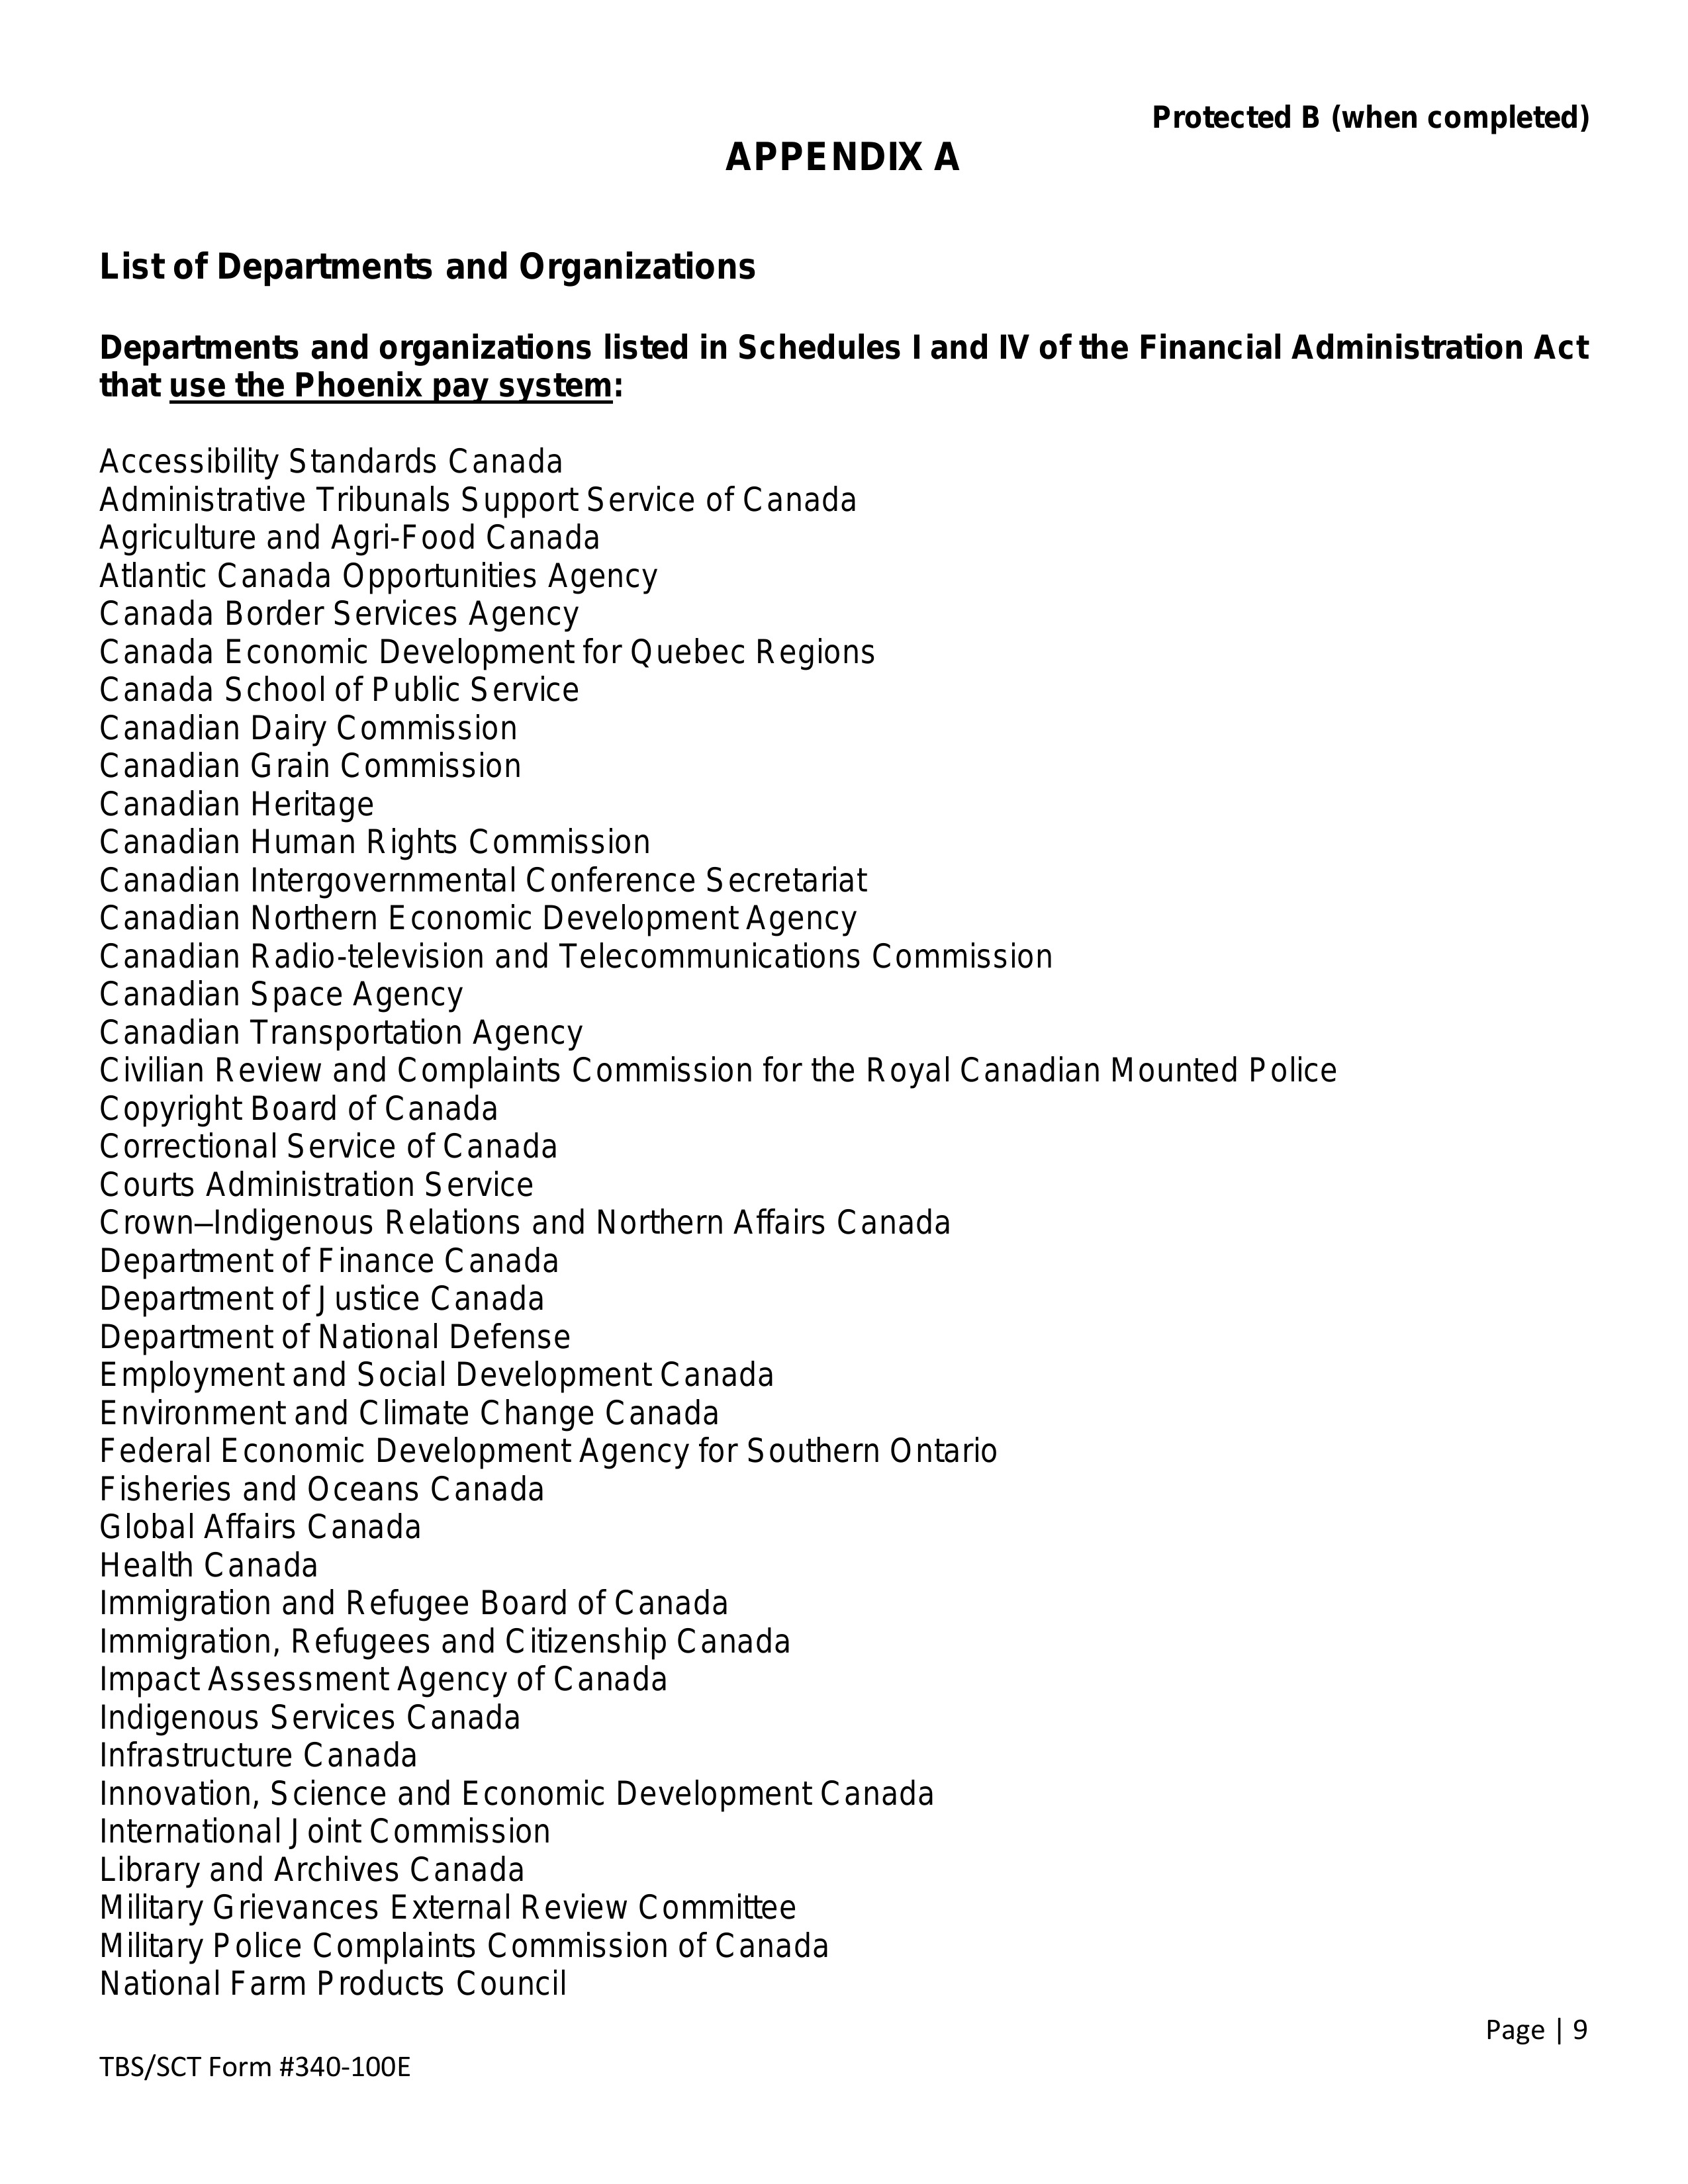 Protected B (when completed)
APPENDIX A
List of Departments and Organizations
Departments and organizations listed in Schedules I and IV of the Financial Administration Act
that use the Phoenix pay system:
Accessibility Standards Canada
Administrative Tribunals Support Service of Canada
Agriculture and Agri-Food Canada
Atlantic Canada Opportunities Agency
Canada Border Services Agency
Canada Economic Development for Quebec Regions
Canada School of Public Service
Canadian Dairy Commission
Canadian Grain Commission
Canadian Heritage
Canadian Human Rights Commission
Canadian Intergovernmental Conference Secretariat
Canadian Northern Economic Development Agency
Canadian Radio-television and Telecommunications Commission
Canadian Space Agency
Canadian Transportation Agency
Civilian Review and Complaints Commission for the Royal Canadian Mounted Police
Copyright Board of Canada
Correctional Service of Canada
Courts Administration Service
Crown–Indigenous Relations and Northern Affairs Canada
Department of Finance Canada
Department of Justice Canada
Department of National Defense
Employment and Social Development Canada
Environment and Climate Change Canada
Federal Economic Development Agency for Southern Ontario
Fisheries and Oceans Canada
Global Affairs Canada
Health Canada
Immigration and Refugee Board of Canada
Immigration, Refugees and Citizenship Canada
Impact Assessment Agency of Canada
Indigenous Services Canada
Infrastructure Canada
Innovation, Science and Economic Development Canada
International Joint Commission
Library and Archives Canada
Military Grievances External Review Committee
Military Police Complaints Commission of Canada
National Farm Products Council
Page | 9
TBS/SCT Form #340-100E